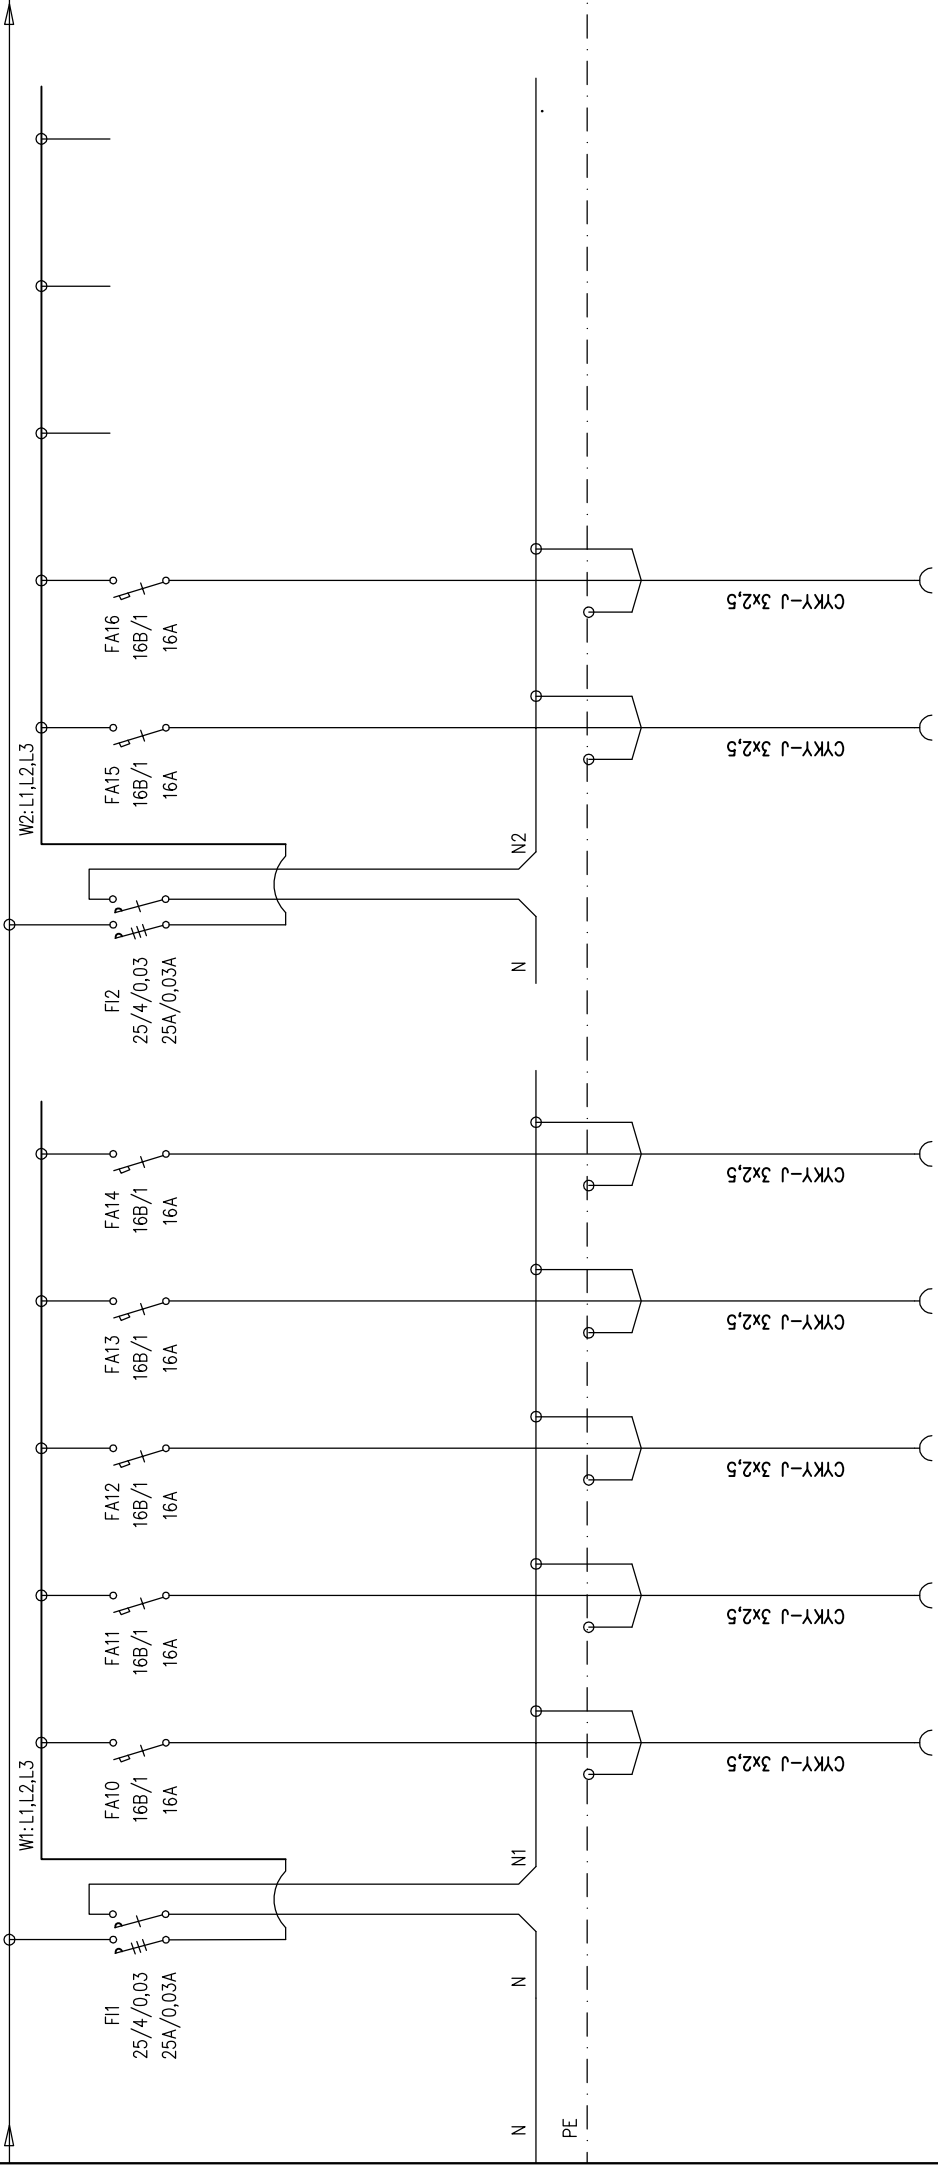 N
PE
FI1
25/4/0,03
25A/0,03A
N
N1
W1:L1,L2,L3
FA10
16B/1
16A
CYKY-J 3x2,5
FA11
16B/1
16A
CYKY-J 3x2,5
FA12
16B/1
16A
CYKY-J 3x2,5
FA13
16B/1
16A
CYKY-J 3x2,5
FA14
16B/1
16A
CYKY-J 3x2,5
FI2
25/4/0,03
25A/0,03A
N
N2
W2:L1,L2,L3
FA15
16B/1
16A
CYKY-J 3x2,5
FA16
16B/1
16A
CYKY-J 3x2,5